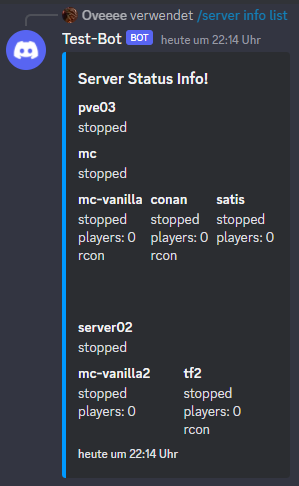 Oveeee verwendet /server info list
Test-Bot BOT heute um 22:14 Uhr
Server Status Info!
pve03
stopped
mc
stopped
mc-vanilla conan satis
stopped stopped stopped
players: 0 players: 0 players: 0
rcon rcon
server02
stopped
mc-vanilla2 tf2
stopped stopped
players: 0 players: 0
rcon
heute um 22:14 Uhr